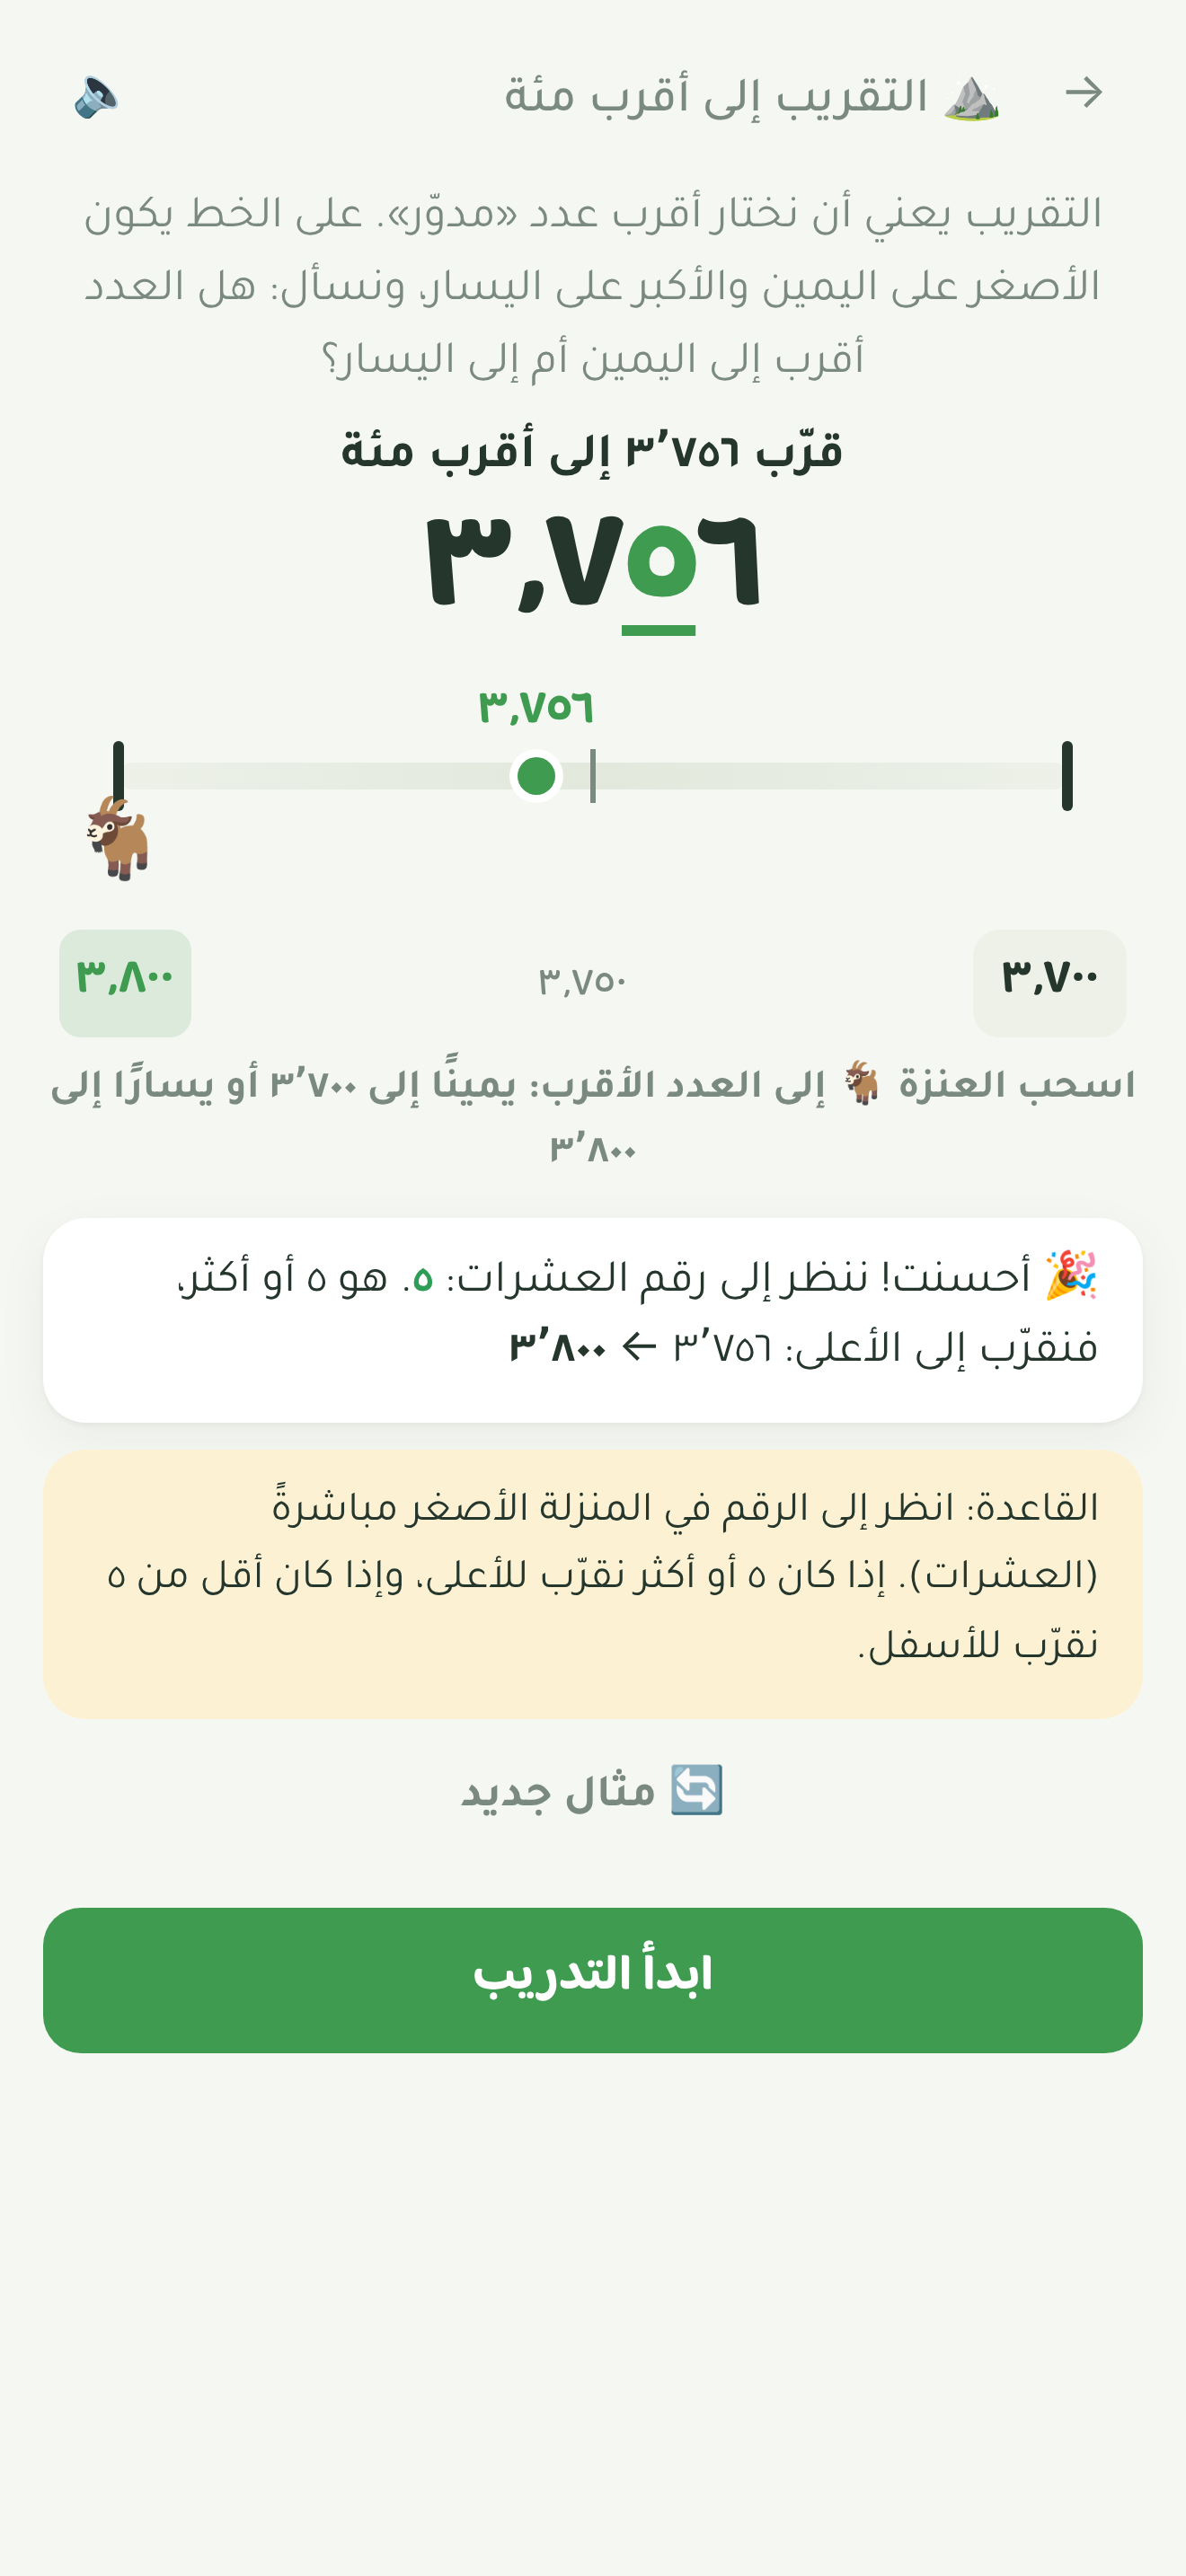 التقريب إلى أقرب مئة
التقريب يعني أن نختار أقرب عدد «مدوّر». على الخط يكون
الأصغر على اليمين والأكبر على اليسار، ونسأل: هل العدد
أقرب إلى اليمين أم إلى اليسار؟
قرّب ٣٬٧٥٦ إلى أقرب مئة
٣,٧٥٦
٣,٧٥٦
٣,٧٠٠
٣,٧٥٠
٣,٨٠٠
اسحب العنزة 🐐 إلى العدد الأقرب: يمينًا إلى ٣٬٧٠٠ أو يسارًا إلى
٣٬٨٠٠
🎉 أحسنت! ننظر إلى رقم العشرات: ٥. هو ٥ أو أكثر،
فنقرّب إلى الأعلى: ٣٬٧٥٦ ← ٣٬٨٠٠
القاعدة: انظر إلى الرقم في المنزلة الأصغر مباشرةً
(العشرات). إذا كان ٥ أو أكثر نقرّب للأعلى، وإذا كان أقل من ٥
نقرّب للأسفل.
🔄 مثال جديد
ابدأ التدريب